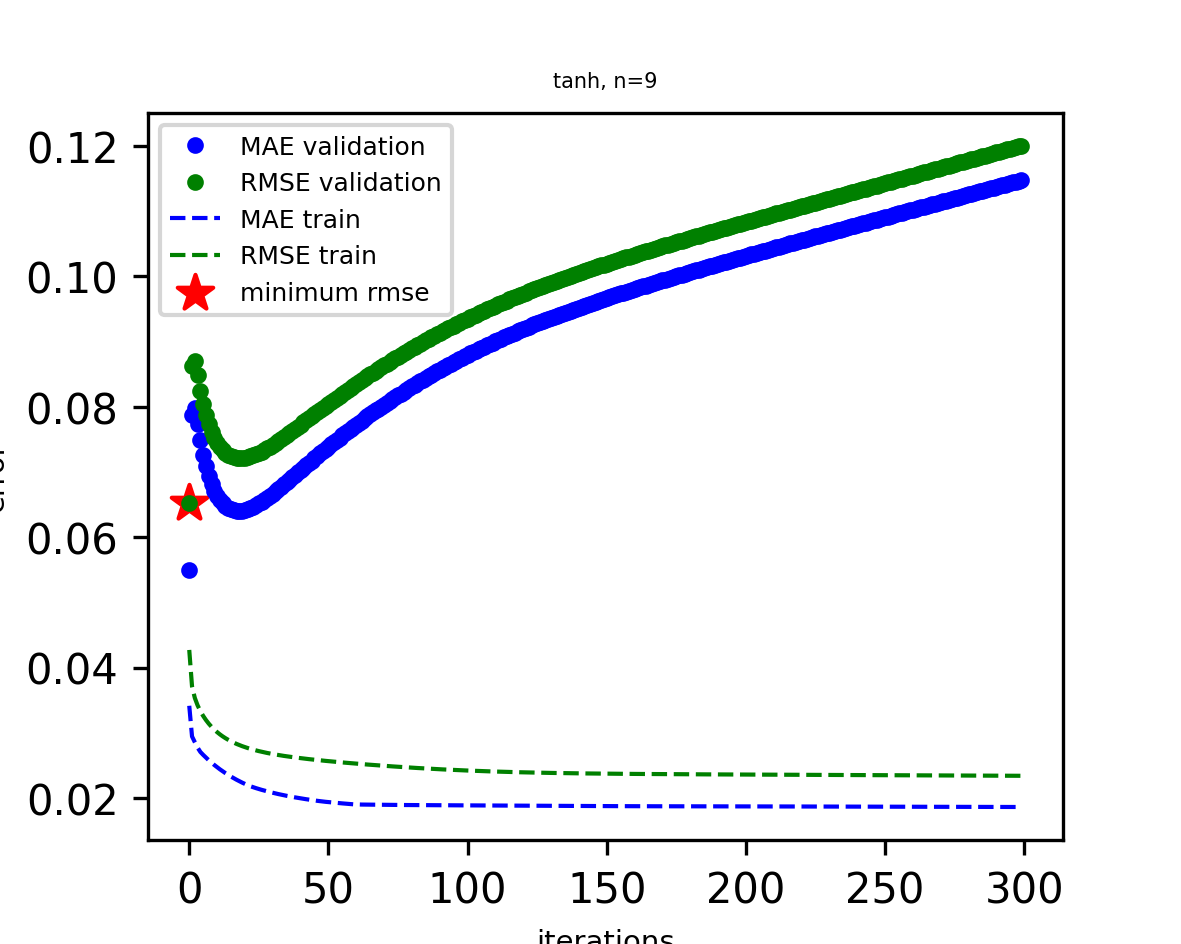 tanh, n=9
MAE validation
RMSE validation
MAE train
RMSE train
minimum rmse
0.12
0.10
0.08
0.06
0.04
0.02
0 50 100 150 200 250 300
iterations